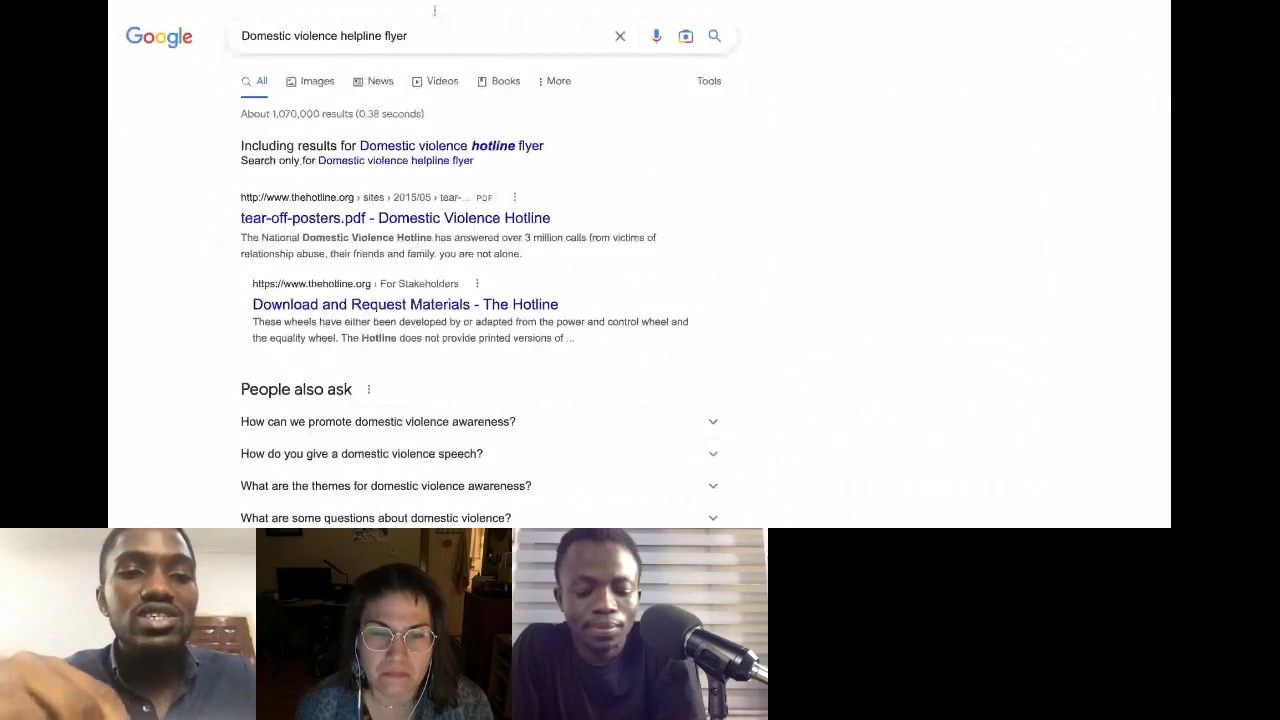 Google
Domestic violence helpline flyer
All Images News Videos Books More Tools
About 1,070,000 results (0.38 seconds)
Including results for Domestic violence hotline flyer
Search only for Domestic violence helpline flyer
http://www.thehotline.org › sites › 2015/05 › tear-... PDF
tear-off-posters.pdf - Domestic Violence Hotline
The National Domestic Violence Hotline has answered over 3 million calls from victims of
relationship abuse, their friends and family. you are not alone.
https://www.thehotline.org › For Stakeholders
Download and Request Materials - The Hotline
These wheels have either been developed by or adapted from the power and control wheel and
the equality wheel. The Hotline does not provide printed versions of ...
People also ask
How can we promote domestic violence awareness?
How do you give a domestic violence speech?
What are the themes for domestic violence awareness?
What are some questions about domestic violence?